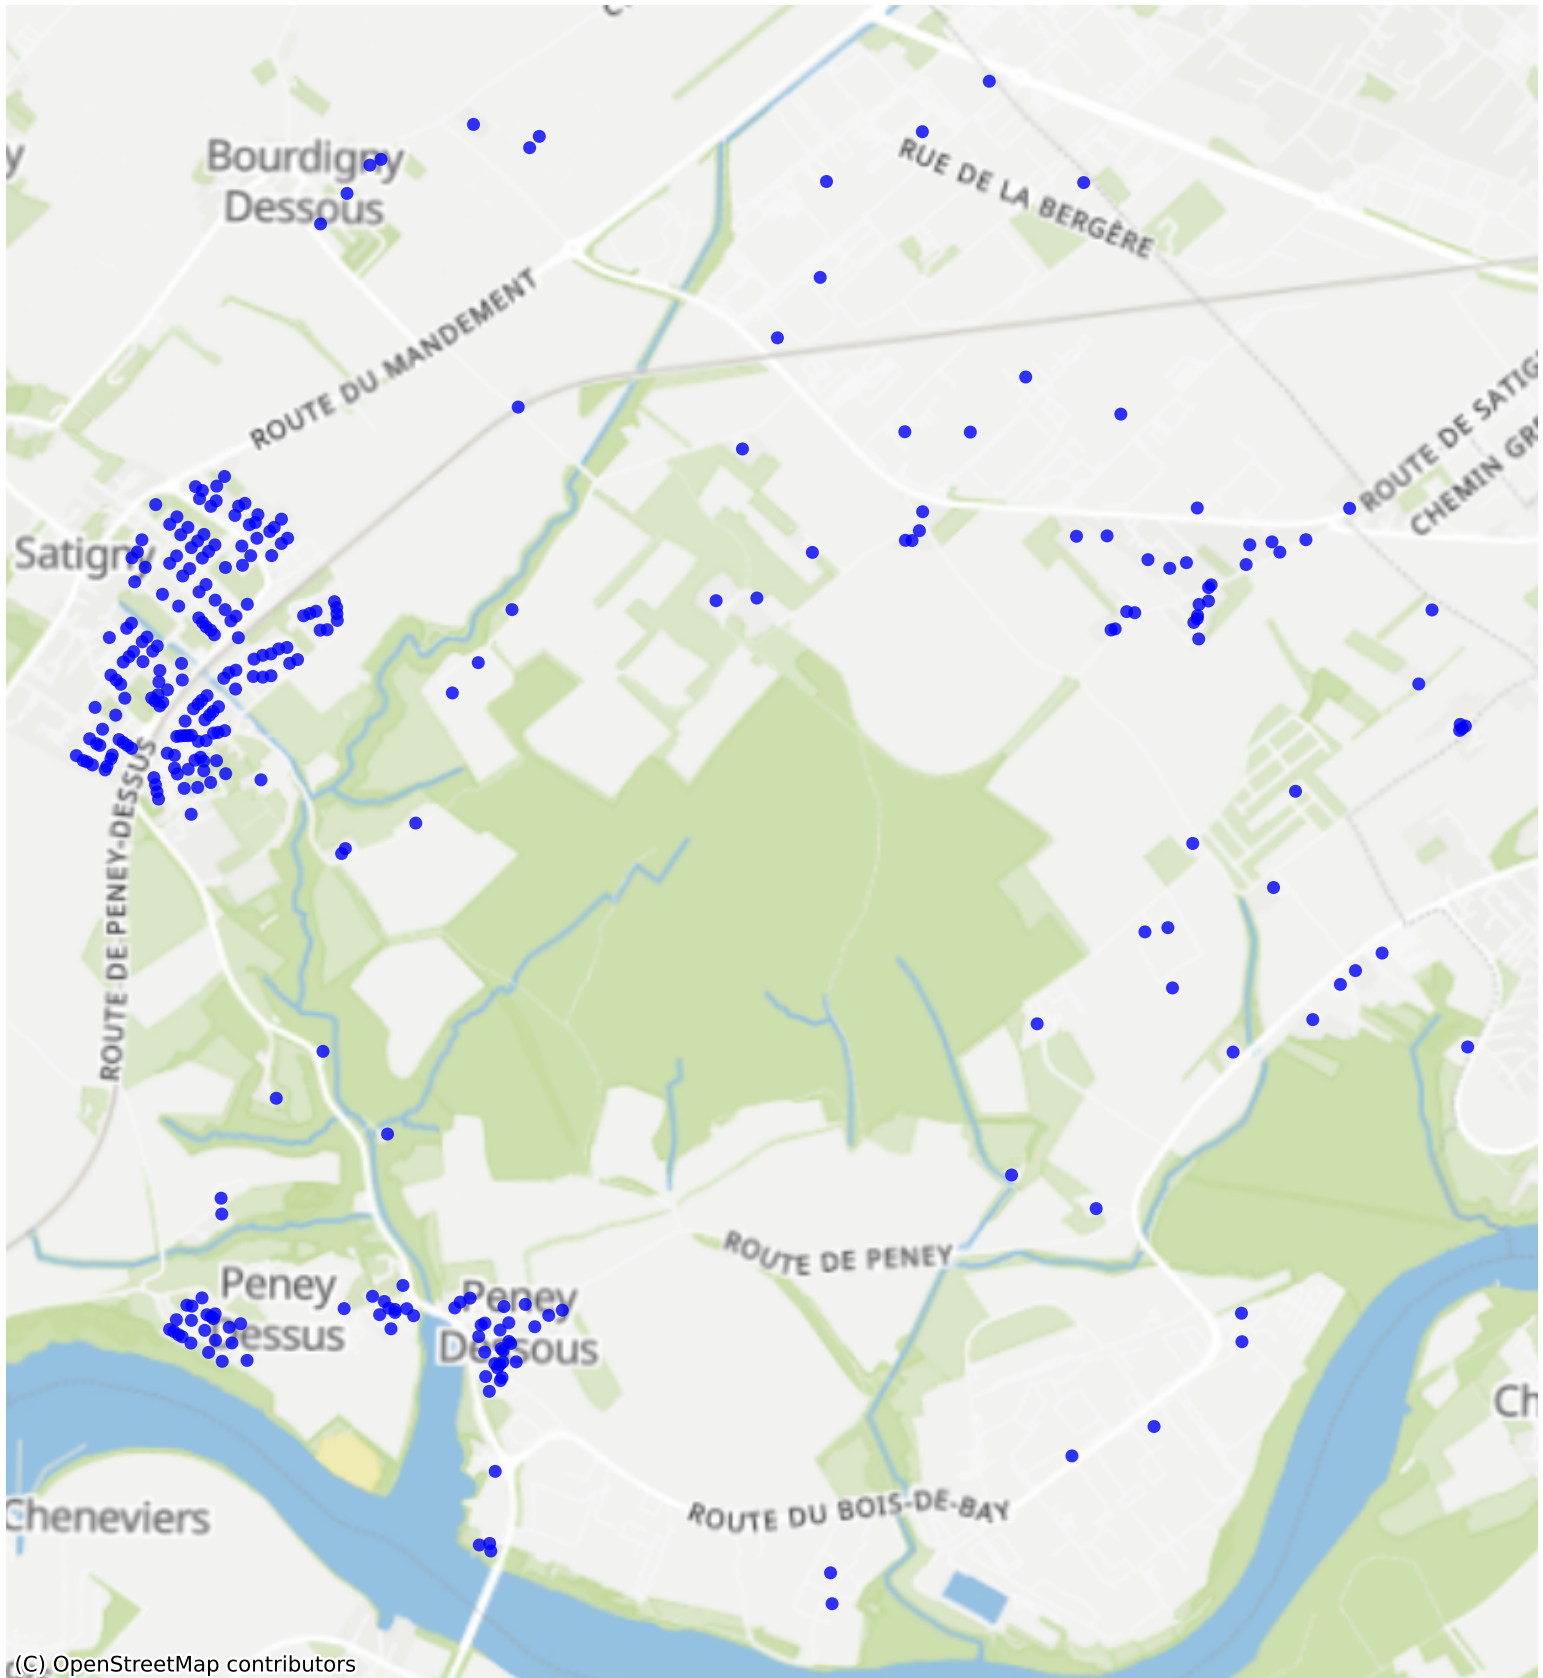 Bourdigny
Dessous
RUE DE LA BERGÈRE
ROUTE DU MANDEMENT
ROUTE DE SATIG
CHEMIN GRE
Satigny
ROUTE DE PENEY-DESSUS
ROUTE DE PENEY
Peney
Dessus
Peney
Dessous
Ch
Cheneviers
ROUTE DU BOIS-DE-BAY
(C) OpenStreetMap contributors